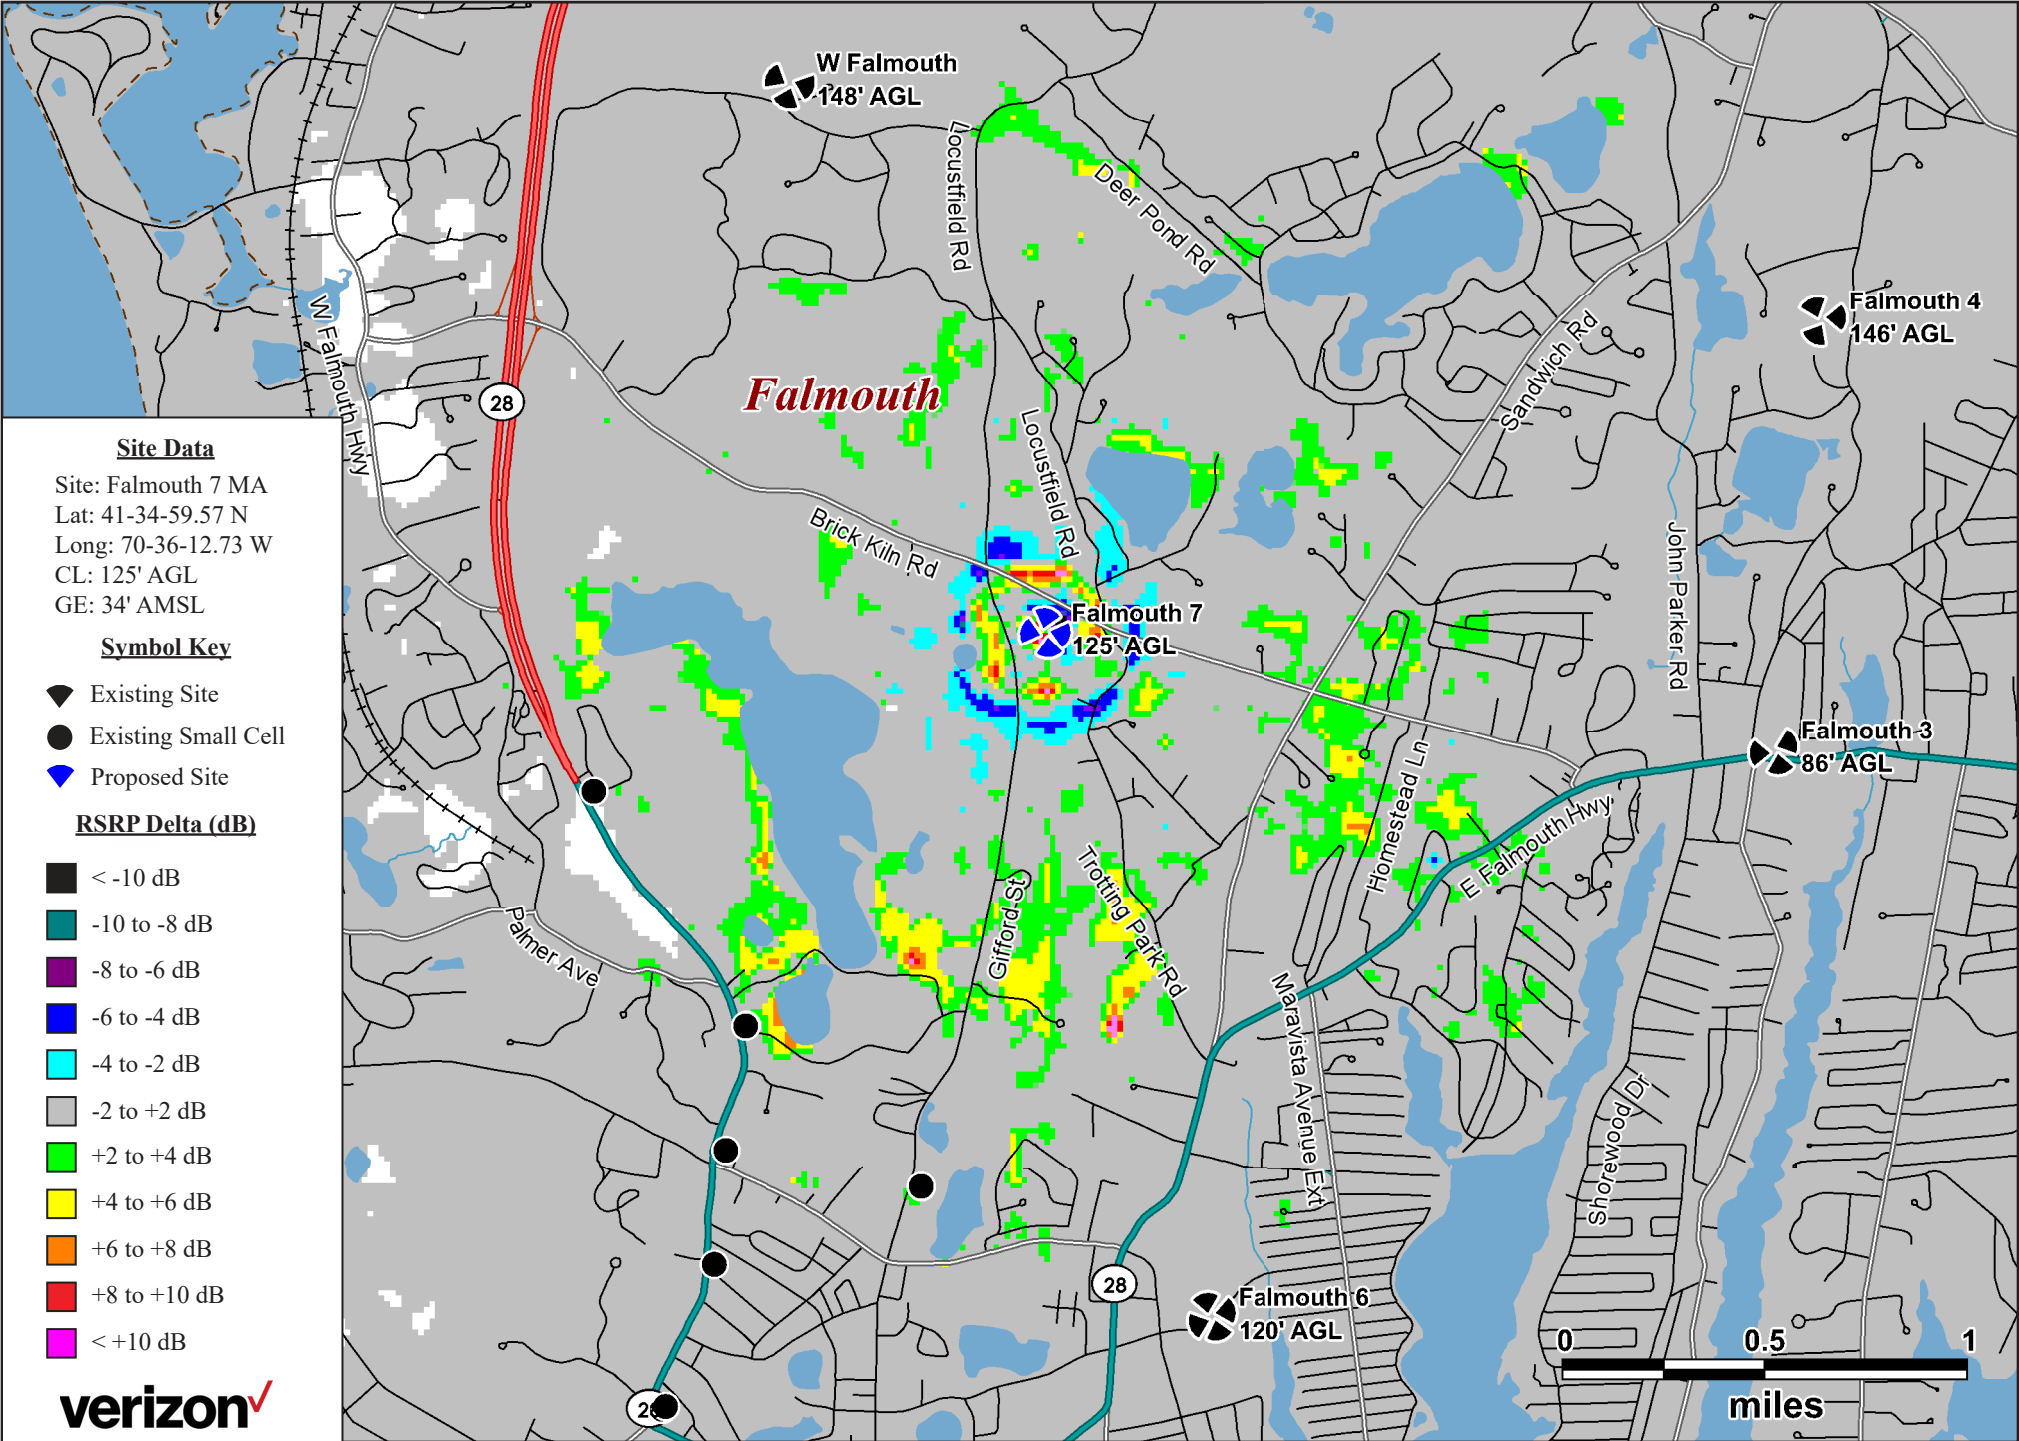 W Falmouth
148' AGL
Locustfield Rd
Deer Pond Rd
Falmouth 4
146' AGL
W Falmouth Hwy
Sandwich Rd
28
Falmouth
Locustfield Rd
Brick Kiln Rd
John Parker Rd
Falmouth 7
125' AGL
Falmouth 3
86' AGL
Homestead Ln
E Falmouth Hwy
Trotting Park Rd
Gifford St
Palmer Ave
Maravista Avenue Ext
Shorewood Dr
28
Falmouth 6
120' AGL
28
0 0.5 1
miles
Site Data
Site: Falmouth 7 MA
Lat: 41-34-59.57 N
Long: 70-36-12.73 W
CL: 125' AGL
GE: 34' AMSL
Symbol Key
Existing Site
Existing Small Cell
Proposed Site
RSRP Delta (dB)
< -10 dB
-10 to -8 dB
-8 to -6 dB
-6 to -4 dB
-4 to -2 dB
-2 to +2 dB
+2 to +4 dB
+4 to +6 dB
+6 to +8 dB
+8 to +10 dB
< +10 dB
verizon